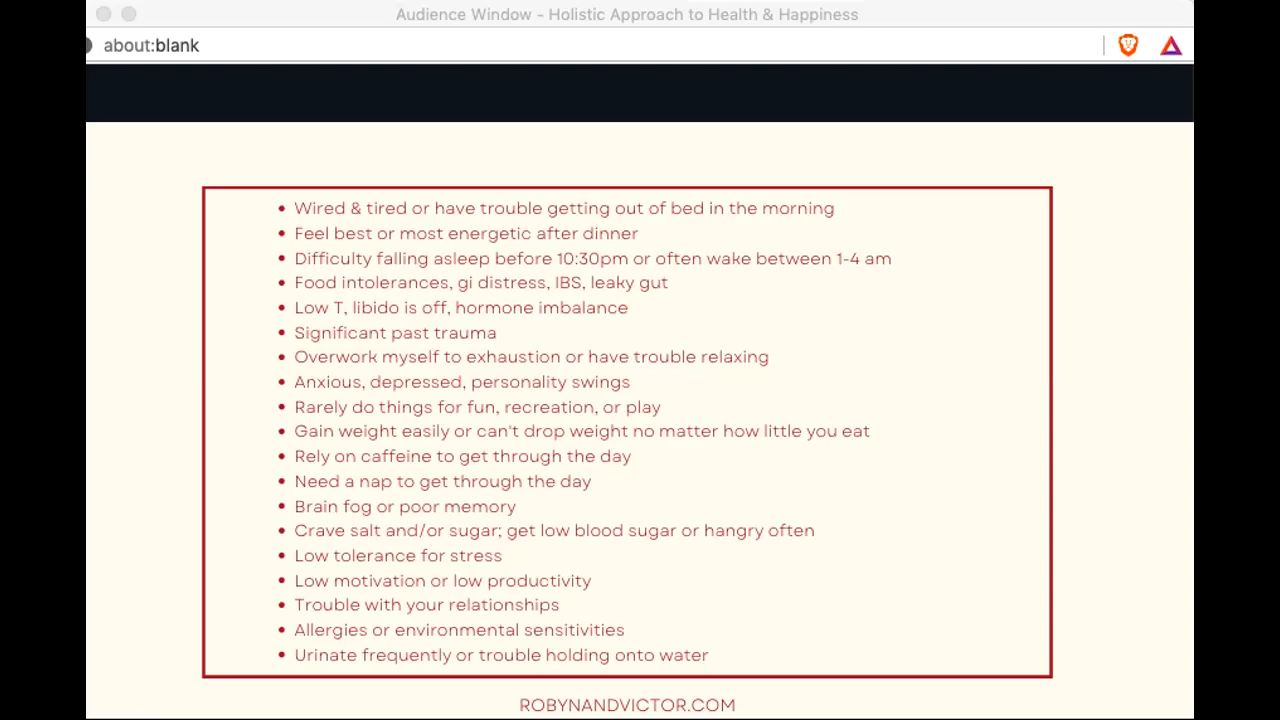 Audience Window - Holistic Approach to Health & Happiness
about:blank
• Wired & tired or have trouble getting out of bed in the morning
• Feel best or most energetic after dinner
• Difficulty falling asleep before 10:30pm or often wake between 1-4 am
• Food intolerances, gi distress, IBS, leaky gut
• Low T, libido is off, hormone imbalance
• Significant past trauma
• Overwork myself to exhaustion or have trouble relaxing
• Anxious, depressed, personality swings
• Rarely do things for fun, recreation, or play
• Gain weight easily or can't drop weight no matter how little you eat
• Rely on caffeine to get through the day
• Need a nap to get through the day
• Brain fog or poor memory
• Crave salt and/or sugar; get low blood sugar or hangry often
• Low tolerance for stress
• Low motivation or low productivity
• Trouble with your relationships
• Allergies or environmental sensitivities
• Urinate frequently or trouble holding onto water
ROBYNANDVICTOR.COM